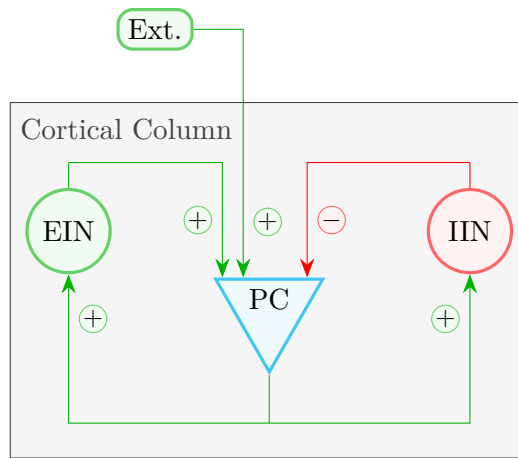 Ext.
Cortical Column
+ + −
EIN IIN
PC
+ +